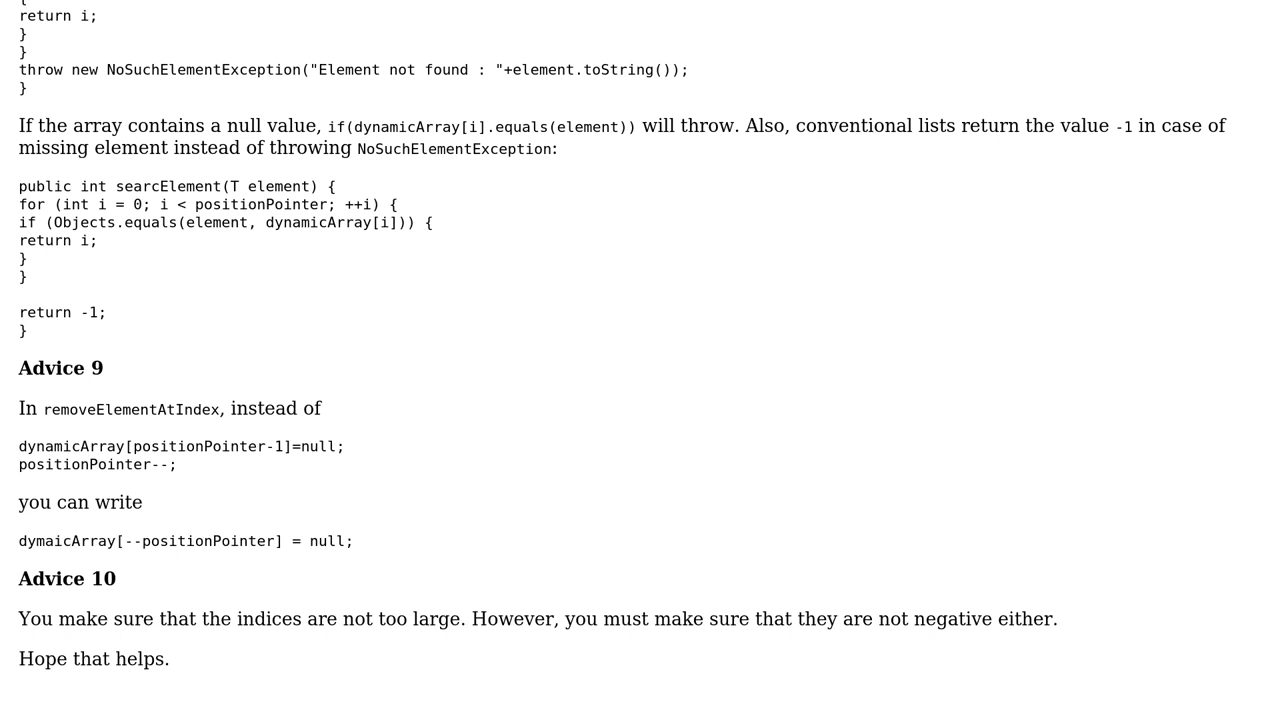 {
return i;
}
}
throw new NoSuchElementException("Element not found : "+element.toString());
}
If the array contains a null value, if(dynamicArray[i].equals(element)) will throw. Also, conventional lists return the value -1 in case of
missing element instead of throwing NoSuchElementException:
public int searcElement(T element) {
for (int i = 0; i < positionPointer; ++i) {
if (Objects.equals(element, dynamicArray[i])) {
return i;
}
}
return -1;
}
Advice 9
In removeElementAtIndex, instead of
dynamicArray[positionPointer-1]=null;
positionPointer--;
you can write
dymaicArray[--positionPointer] = null;
Advice 10
You make sure that the indices are not too large. However, you must make sure that they are not negative either.
Hope that helps.